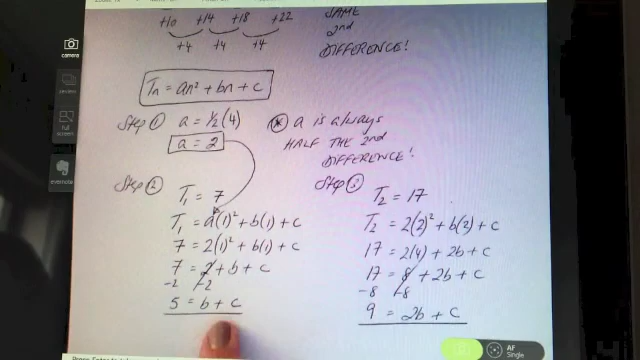 +10 +14 +18 +22
+4 +4 +4
SAME
2nd
DIFFERENCE!
Tn = an² + bn + c
Step ① a = 1/2(4)
a = 2
* a is always
HALF THE 2nd
DIFFERENCE!
Step ②
T₁ = 7
T₁ = a(1)² + b(1) + c
7 = 2(1)² + b(1) + c
7 = 2 + b + c
-2 -2
5 = b + c
Step ③
T₂ = 17
T₂ = 2(2)² + b(2) + c
17 = 2(4) + 2b + c
17 = 8 + 2b + c
-8 -8
9 = 2b + c
camera
screen
full
screen
evernote
AF
Single